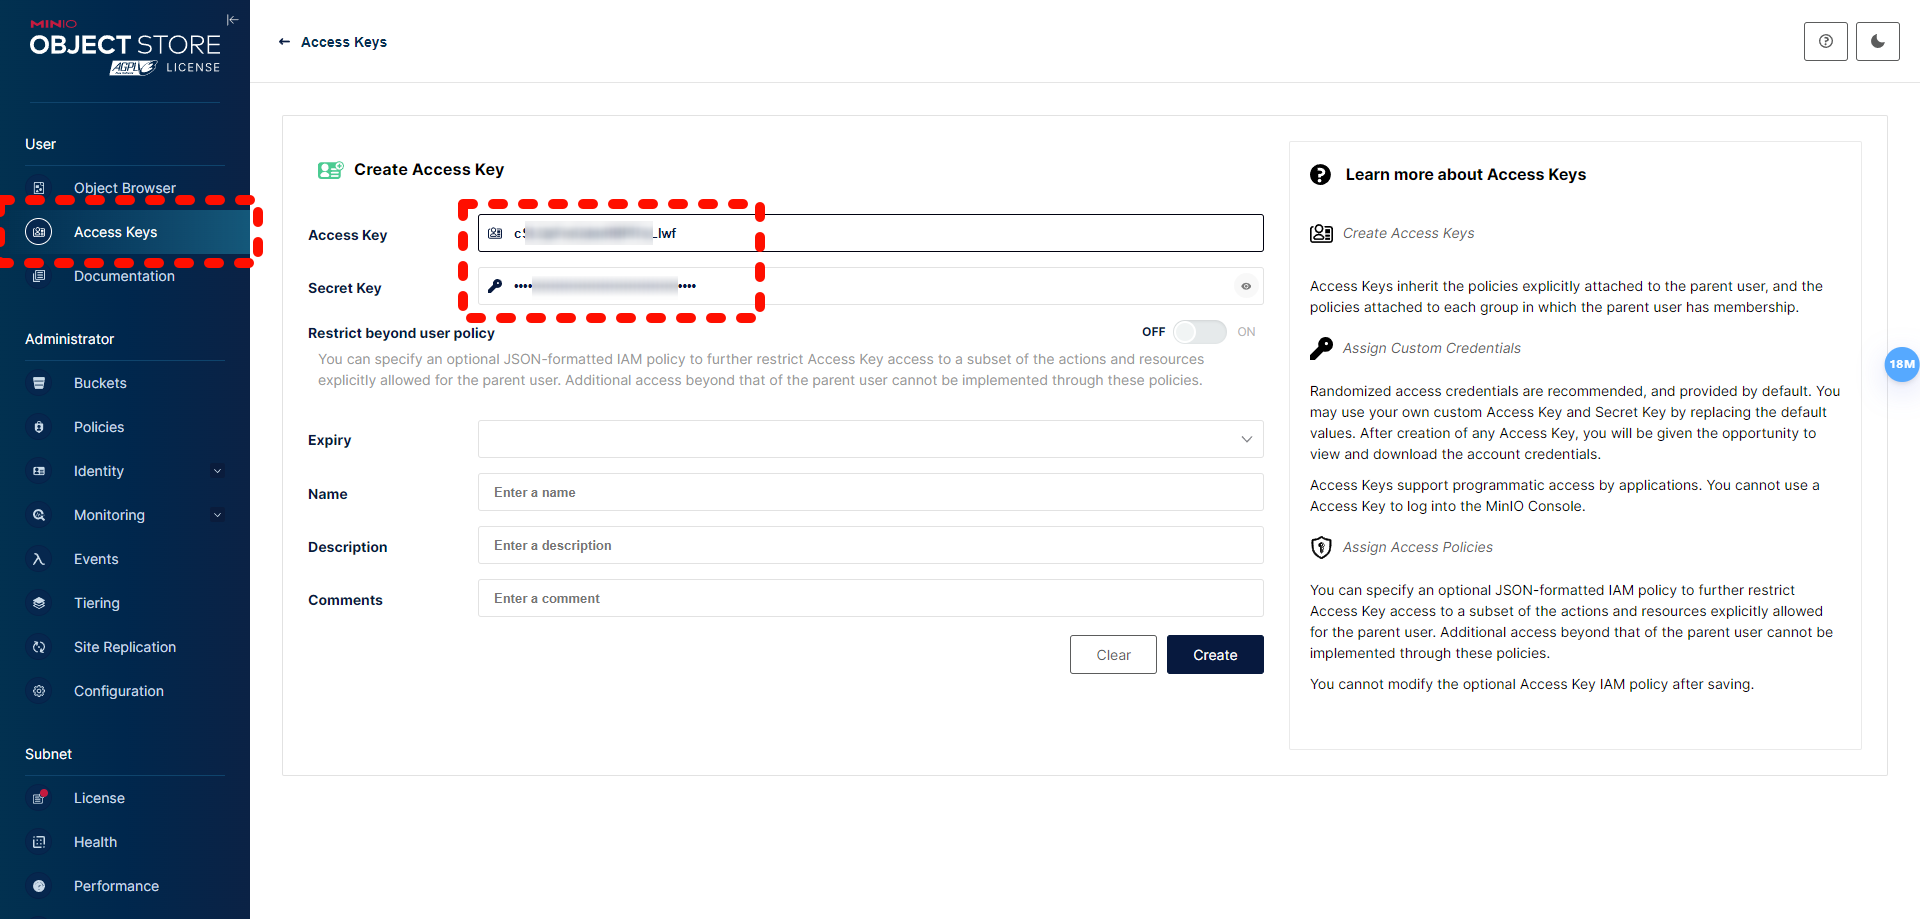 MINIO
OBJECT STORE
AGPL v3 LICENSE
User
Object Browser
Access Keys
Documentation
Administrator
Buckets
Policies
Identity
Monitoring
Events
Tiering
Site Replication
Configuration
Subnet
License
Health
Performance
← Access Keys
Create Access Key
Access Key
Secret Key
•••• ••••
Restrict beyond user policy
OFF ON
You can specify an optional JSON-formatted IAM policy to further restrict Access Key access to a subset of the actions and resources
explicitly allowed for the parent user. Additional access beyond that of the parent user cannot be implemented through these policies.
Expiry
Name
Enter a name
Description
Enter a description
Comments
Enter a comment
Clear
Create
Learn more about Access Keys
Create Access Keys
Access Keys inherit the policies explicitly attached to the parent user, and the
policies attached to each group in which the parent user has membership.
Assign Custom Credentials
Randomized access credentials are recommended, and provided by default. You
may use your own custom Access Key and Secret Key by replacing the default
values. After creation of any Access Key, you will be given the opportunity to
view and download the account credentials.
Access Keys support programmatic access by applications. You cannot use a
Access Key to log into the MinIO Console.
Assign Access Policies
You can specify an optional JSON-formatted IAM policy to further restrict
Access Key access to a subset of the actions and resources explicitly allowed
for the parent user. Additional access beyond that of the parent user cannot be
implemented through these policies.
You cannot modify the optional Access Key IAM policy after saving.
18M